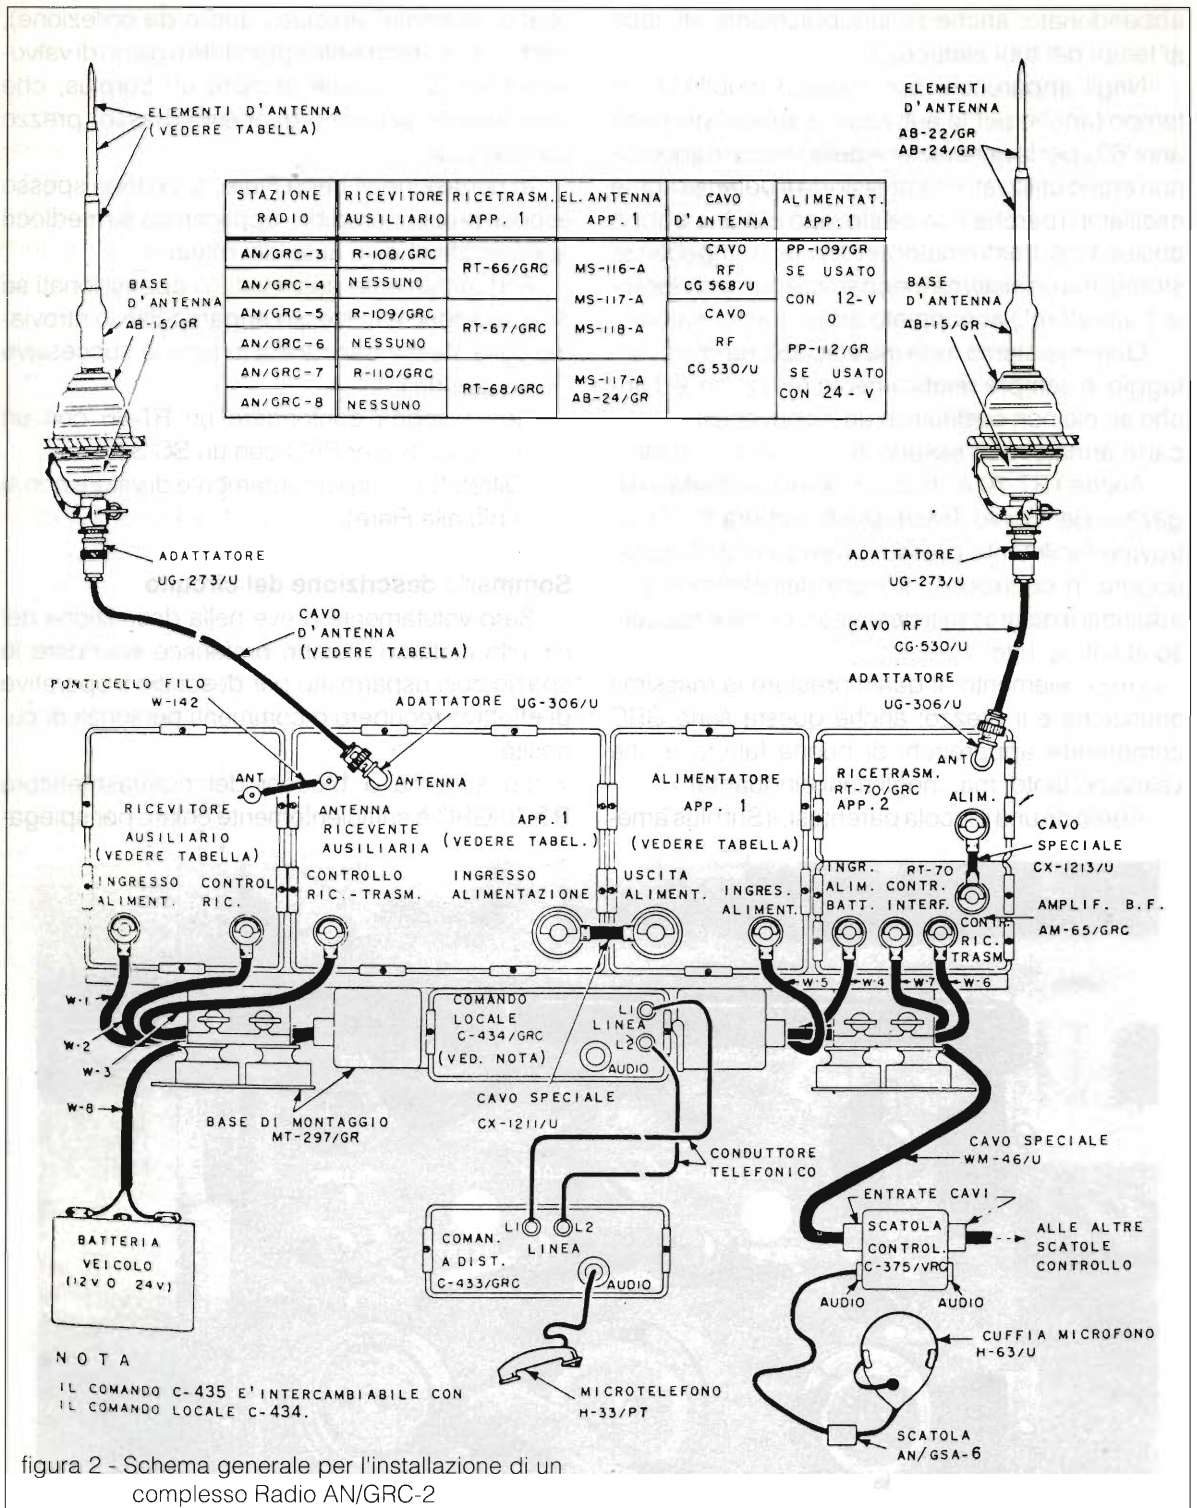 ELEMENTI D'ANTENNA
(VEDERE TABELLA)
ELEMENTI
D'ANTENNA
AB-22/GR
AB-24/GR
STAZIONE RADIO | RICEVITORE AUSILIARIO | RICETRASM. APP. 1 | EL. ANTENNA APP. 1 | CAVO D'ANTENNA | ALIMENTAT. APP. 1
AN/GRC-3 | R-108/GRC | RT-66/GRC | MS-116-A | CAVO RF CG 568/U | PP-109/GR SE USATO CON 12-V
AN/GRC-4 | NESSUNO
AN/GRC-5 | R-109/GRC | RT-67/GRC | MS-117-A MS-118-A | CAVO RF CG 530/U | O PP-112/GR SE USATO CON 24-V
AN/GRC-6 | NESSUNO
AN/GRC-7 | R-110/GRC | RT-68/GRC | MS-117-A AB-24/GR
AN/GRC-8 | NESSUNO
BASE
D'ANTENNA
AB-15/GR
BASE
D'ANTENNA
AB-15/GR
ADATTATORE
UG-273/U
ADATTATORE
UG-273/U
CAVO
D'ANTENNA
(VEDERE TABELLA)
CAVO RF
CG-530/U
PONTICELLO FILO
W-142
ADATTATORE UG-306/U
ADATTATORE
UG-306/U
ANT
RICEVITORE
AUSILIARIO
(VEDERE TABELLA)
INGRESSO
ALIMENT.
CONTROL
RIC.
ANTENNA
ANTENNA
RICEVENTE
AUSILIARIA
APP. 1
(VEDERE TABEL.)
CONTROLLO
RIC.-TRASM.
INGRESSO
ALIMENTAZIONE
ALIMENTATORE
APP. 1
(VEDERE TABELLA)
USCITA
ALIMENT.
INGRES.
ALIMENT.
ANT
RICETRASM.
RT-70/GRC
APP. 2
ALIM.
CAVO
SPECIALE
CX-1213/U
INGR.
ALIM.
BATT.
RT-70
CONTR.
INTERF.
AMPLIF. B.F.
AM-65/GRC
CONTR.
RIC.
TRASM
W-1
W-2
W-3
W-8
W-5
W-4
W-7
W-6
COMANDO
LOCALE
C-434/GRC
(VED. NOTA)
L1
LINEA
L2
AUDIO
BASE DI MONTAGGIO
MT-297/GR
CAVO SPECIALE
CX-1211/U
CONDUTTORE
TELEFONICO
CAVO SPECIALE
WM-46/U
BATTERIA
VEICOLO
(12V O 24V)
COMAN.
A DIST.
C-433/GRC
L1
L2
LINEA
AUDIO
ENTRATE CAVI
SCATOLA
CONTROL.
C-375/VRC
ALLE ALTRE
SCATOLE
CONTROLLO
AUDIO
AUDIO
CUFFIA MICROFONO
H-63/U
MICROTELEFONO
H-33/PT
SCATOLA
AN/GSA-6
NOTA
IL COMANDO C-435 E' INTERCAMBIABILE CON
IL COMANDO LOCALE C-434.
figura 2 - Schema generale per l'installazione di un
complesso Radio AN/GRC-2